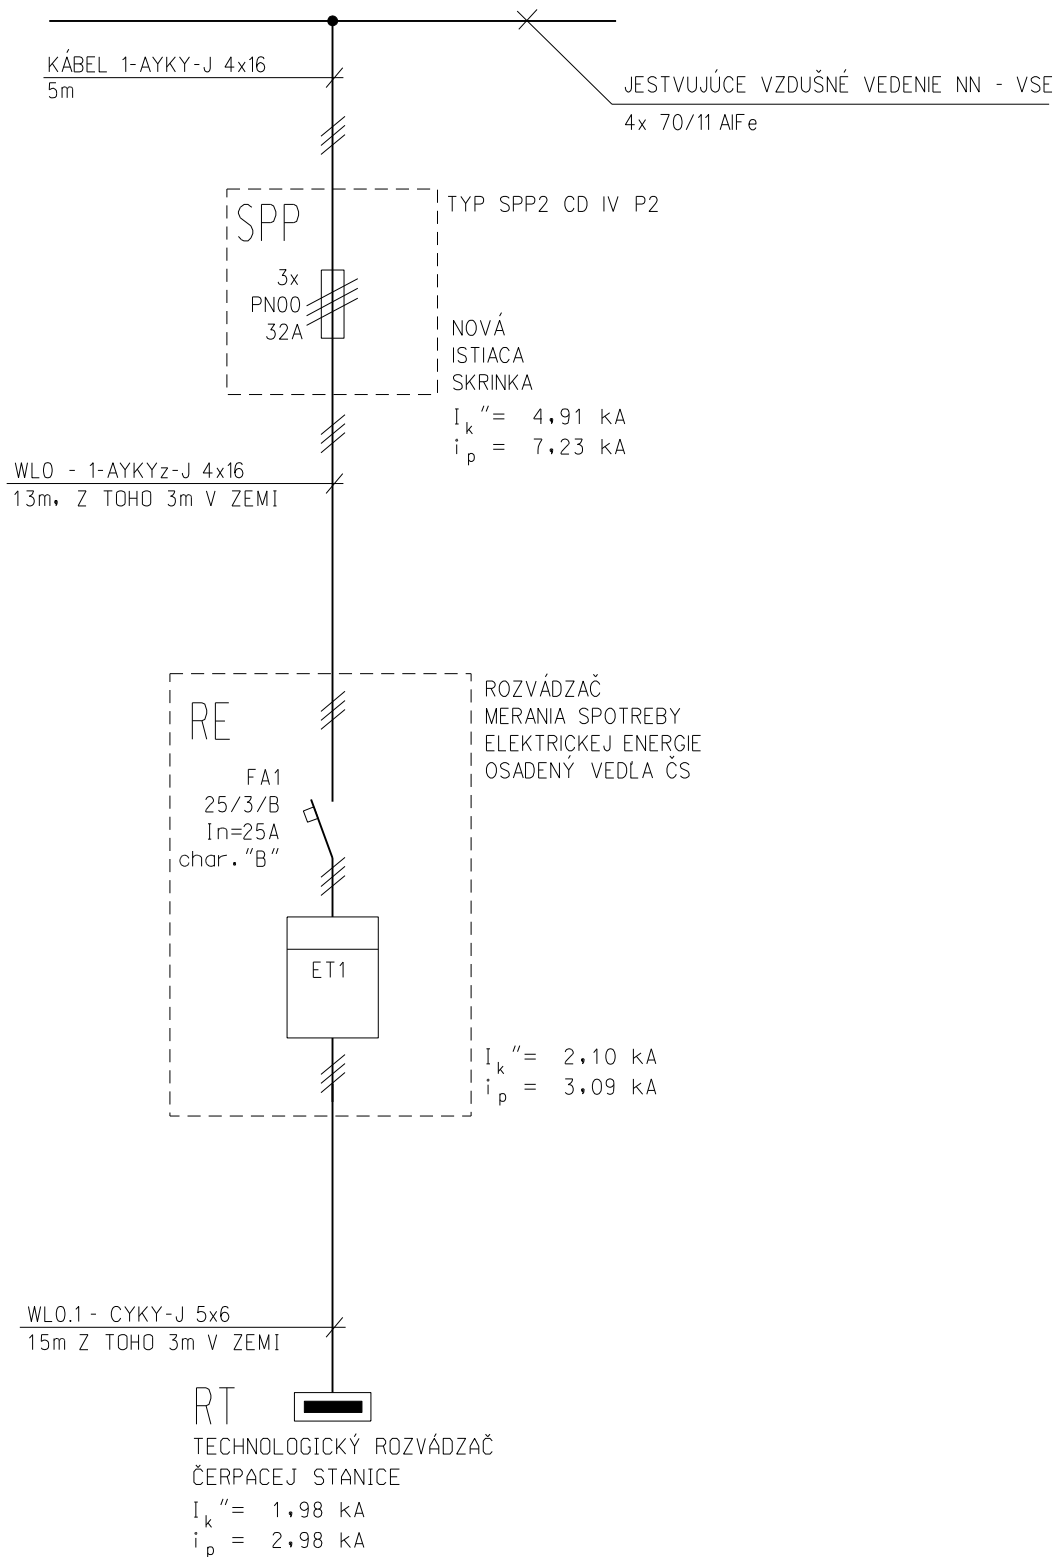 KÁBEL 1-AYKY-J 4x16
5m
JESTVUJÚCE VZDUŠNÉ VEDENIE NN - VSE
4x 70/11 AlFe
SPP
TYP SPP2 CD IV P2
3x
PN00
32A
NOVÁ
ISTIACA
SKRINKA
Ik"= 4,91 kA
ip = 7,23 kA
WL0 - 1-AYKYz-J 4x16
13m, Z TOHO 3m V ZEMI
RE
ROZVÁDZAČ
MERANIA SPOTREBY
ELEKTRICKEJ ENERGIE
OSADENÝ VEDĽA ČS
FA1
25/3/B
In=25A
char."B"
ET1
Ik"= 2,10 kA
ip = 3,09 kA
WL0.1 - CYKY-J 5x6
15m Z TOHO 3m V ZEMI
RT
TECHNOLOGICKÝ ROZVÁDZAČ
ČERPACEJ STANICE
Ik"= 1,98 kA
ip = 2,98 kA